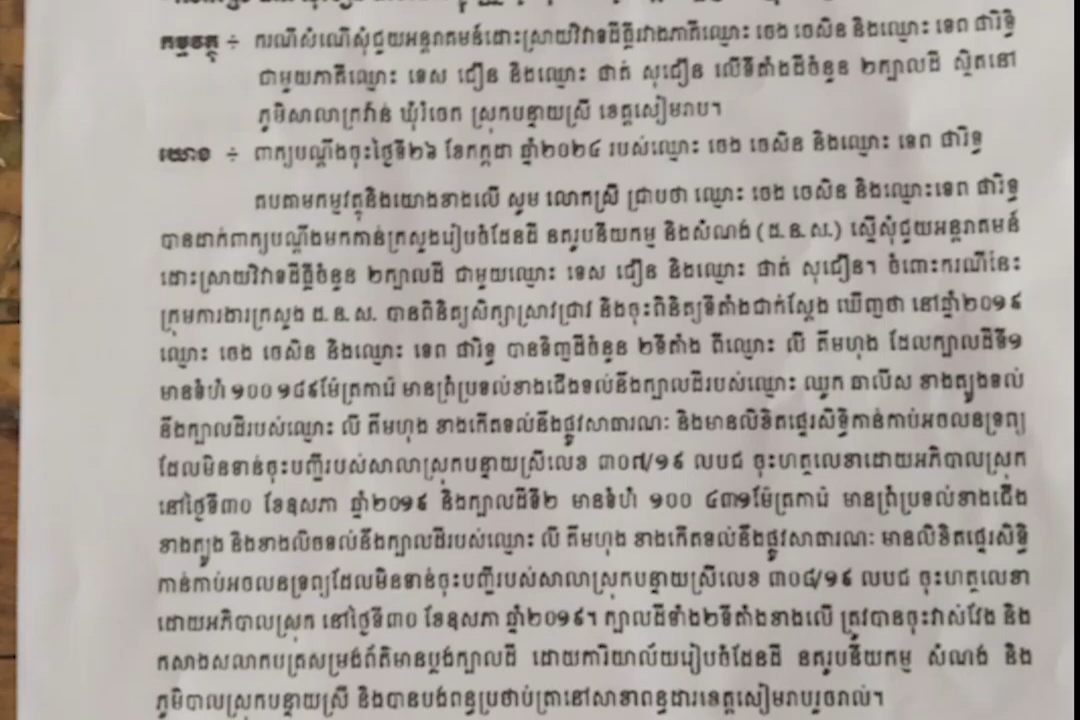 កម្មវត្ថុ ÷ ករណីសំណើសុំជួយអន្តរាគមន៍ដោះស្រាយវិវាទដីធ្លីរវាងភាគីឈ្មោះ ចេង ចេសិន និងឈ្មោះ ទេព ផារិទ្ធិ
ជាមួយភាគីឈ្មោះ ទេស ជឿន និងឈ្មោះ ផាត់ សុជឿន លើទីតាំងដីចំនួន ២ក្បាលដី ស្ថិតនៅ
ភូមិសាលាក្រវ៉ាន់ ឃុំរំចេក ស្រុកបន្ទាយស្រី ខេត្តសៀមរាប។
យោង ÷ ពាក្យបណ្តឹងចុះថ្ងៃទី២៦ ខែកក្កដា ឆ្នាំ២០២៤ របស់ឈ្មោះ ចេង ចេសិន និងឈ្មោះ ទេព ផារិទ្ធ
តបតាមកម្មវត្ថុនិងយោងខាងលើ សូម លោកស្រី ជ្រាបថា ឈ្មោះ ចេង ចេសិន និងឈ្មោះទេព ផារិទ្ធ
បានដាក់ពាក្យបណ្តឹងមកកាន់ក្រសួងរៀបចំដែនដី នគរូបនីយកម្ម និងសំណង់ (ដ.ន.ស.) ស្នើសុំជួយអន្តរាគមន៍
ដោះស្រាយវិវាទដីធ្លីចំនួន ២ក្បាលដី ជាមួយឈ្មោះ ទេស ជឿន និងឈ្មោះ ផាត់ សុជឿន។ ចំពោះករណីនេះ
ក្រុមការងារក្រសួង ដ.ន.ស. បានពិនិត្យសិក្សាស្រាវជ្រាវ និងចុះពិនិត្យទីតាំងជាក់ស្តែង ឃើញថា នៅឆ្នាំ២០១៩
ឈ្មោះ ចេង ចេសិន និងឈ្មោះ ទេព ផារិទ្ធ បានទិញដីចំនួន ២ទីតាំង ពីឈ្មោះ លី គឹមហុង ដែលក្បាលដីទី១
មានទំហំ ១០០ ១៨៩ម៉ែត្រការ៉េ មានព្រំប្រទល់ខាងជើងទល់នឹងក្បាលដីរបស់ឈ្មោះ ឈូក ធាលីស ខាងត្បូងទល់
នឹងក្បាលដីរបស់ឈ្មោះ លី គឹមហុង ខាងកើតទល់នឹងផ្លូវសាធារណៈ និងមានលិខិតផ្ទេរសិទ្ធិកាន់កាប់អចលនទ្រព្យ
ដែលមិនទាន់ចុះបញ្ជីរបស់សាលាស្រុកបន្ទាយស្រីលេខ ៣០៧/១៩ លបជ ចុះហត្ថលេខាដោយអភិបាលស្រុក
នៅថ្ងៃទី៣០ ខែឧសភា ឆ្នាំ២០១៩ និងក្បាលដីទី២ មានទំហំ ១០០ ៤៣១ម៉ែត្រការ៉េ មានព្រំប្រទល់ខាងជើង
ខាងត្បូង និងខាងលិចទល់នឹងក្បាលដីរបស់ឈ្មោះ លី គឹមហុង ខាងកើតទល់នឹងផ្លូវសាធារណៈ មានលិខិតផ្ទេរសិទ្ធិ
កាន់កាប់អចលនទ្រព្យដែលមិនទាន់ចុះបញ្ជីរបស់សាលាស្រុកបន្ទាយស្រីលេខ ៣០៨/១៩ លបជ ចុះហត្ថលេខា
ដោយអភិបាលស្រុក នៅថ្ងៃទី៣០ ខែឧសភា ឆ្នាំ២០១៩។ ក្បាលដីទាំង២ទីតាំងខាងលើ ត្រូវបានចុះវាស់វែង និង
កសាងសលាកបត្រសម្រង់ព័ត៌មានប្លង់ក្បាលដី ដោយការិយាល័យរៀបចំដែនដី នគរូបនីយកម្ម សំណង់ និង
ភូមិបាលស្រុកបន្ទាយស្រី និងបានបង់ពន្ធប្រថាប់ត្រានៅសាខាពន្ធដារខេត្តសៀមរាបរួចរាល់។